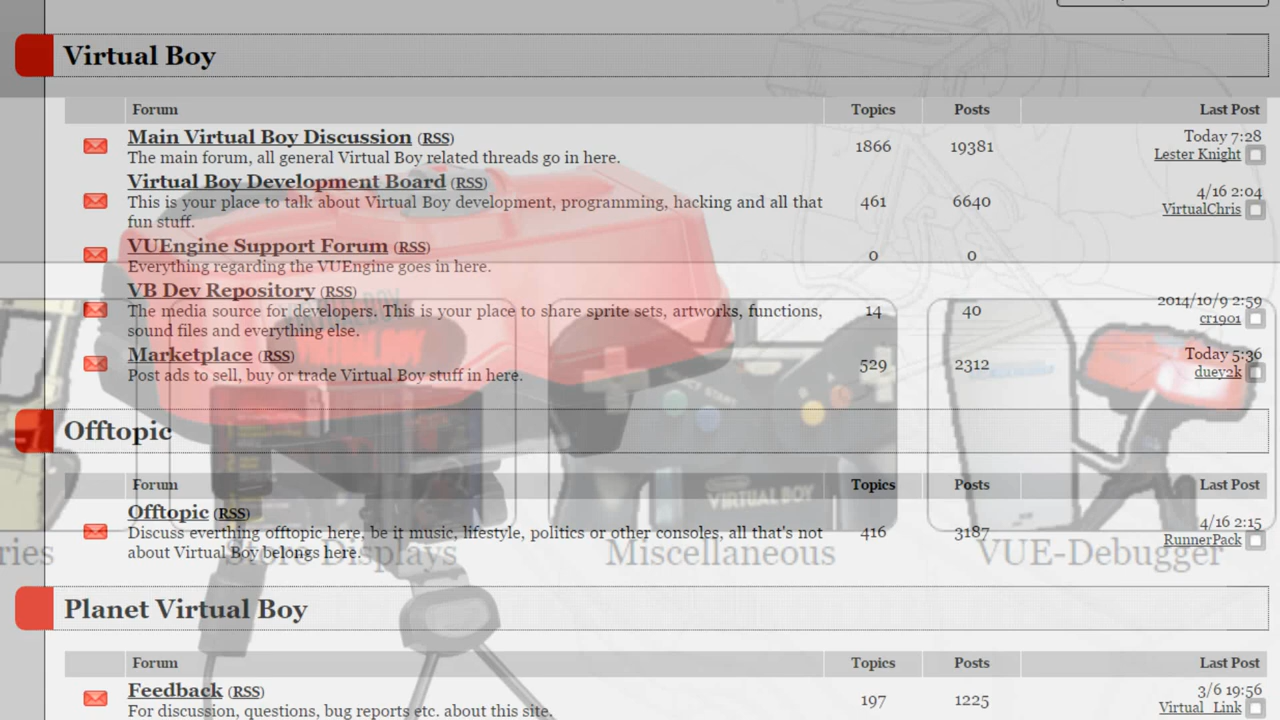 Virtual Boy
Forum Topics Posts Last Post
Main Virtual Boy Discussion (RSS)
The main forum, all general Virtual Boy related threads go in here.
1866 19381
Today 7:28
Lester Knight
Virtual Boy Development Board (RSS)
This is your place to talk about Virtual Boy development, programming, hacking and all that
fun stuff.
461 6640
4/16 2:04
VirtualChris
VUEngine Support Forum (RSS)
Everything regarding the VUEngine goes in here.
0 0
VB Dev Repository (RSS)
The media source for developers. This is your place to share sprite sets, artworks, functions,
sound files and everything else.
14 40
2014/10/9 2:59
cr1901
Marketplace (RSS)
Post ads to sell, buy or trade Virtual Boy stuff in here.
529 2312
Today 5:36
duey2k
START
VIRTUAL BOY
Offtopic
Forum Topics Posts Last Post
Offtopic (RSS)
Discuss everthing offtopic here, be it music, lifestyle, politics or other consoles, all that's not
about Virtual Boy belongs here.
416 3187
4/16 2:15
RunnerPack
ries Store Displays Miscellaneous VUE-Debugger
Planet Virtual Boy
Forum Topics Posts Last Post
Feedback (RSS)
For discussion, questions, bug reports etc. about this site.
197 1225
3/6 19:56
Virtual_Link